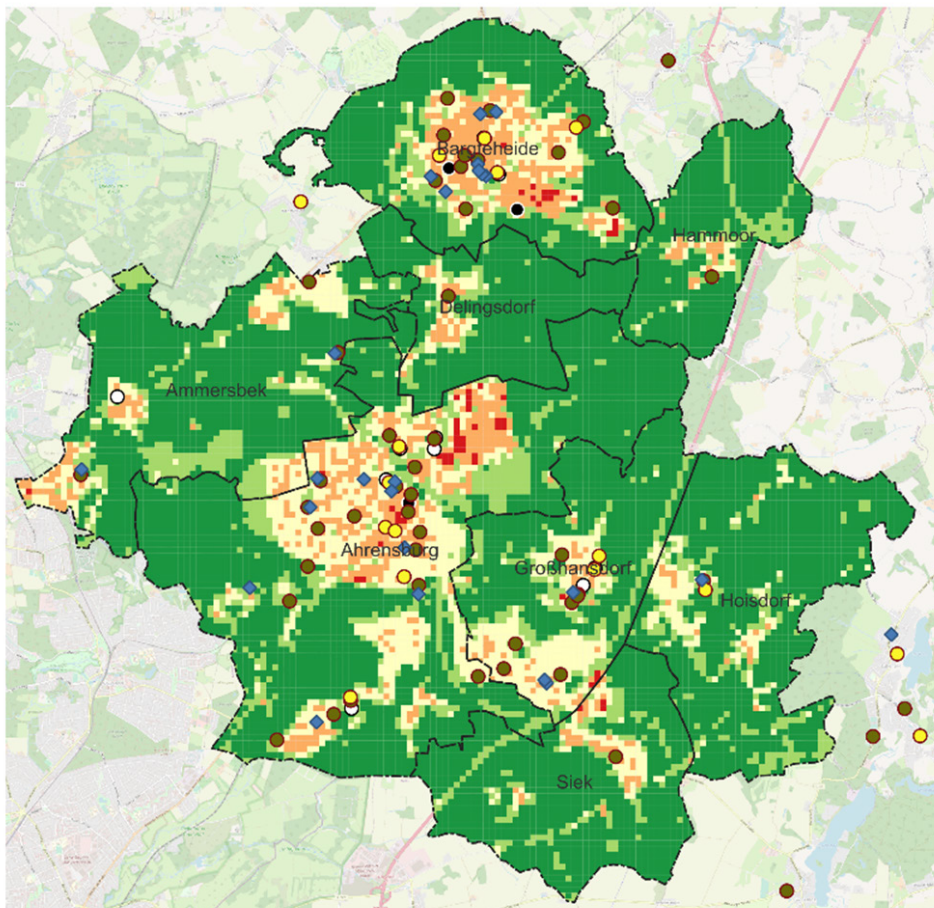 Bargteheide
Hammoor
Delingsdorf
Ammersbek
Ahrensburg
Großhansdorf
Hoisdorf
Siek